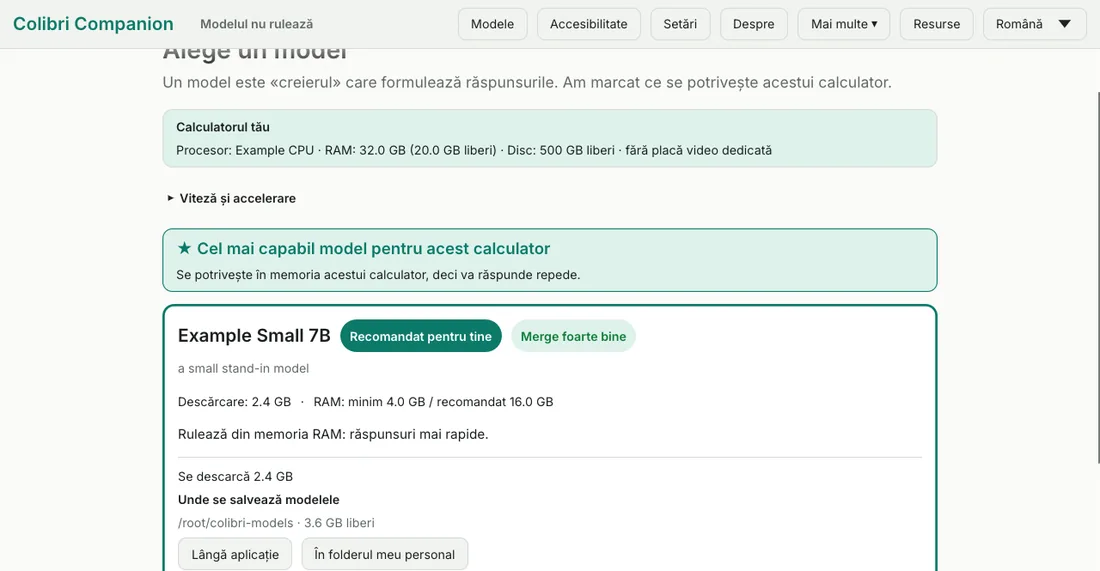 Colibri Companion
Modelul nu rulează
Modele
Accesibilitate
Setări
Despre
Mai multe ▾
Resurse
Română ▼
Alege un model
Un model este «creierul» care formulează răspunsurile. Am marcat ce se potrivește acestui calculator.
Calculatorul tău
Procesor: Example CPU · RAM: 32.0 GB (20.0 GB liberi) · Disc: 500 GB liberi · fără placă video dedicată
▸ Viteză și accelerare
★ Cel mai capabil model pentru acest calculator
Se potrivește în memoria acestui calculator, deci va răspunde repede.
Example Small 7B
Recomandat pentru tine
Merge foarte bine
a small stand-in model
Descărcare: 2.4 GB · RAM: minim 4.0 GB / recomandat 16.0 GB
Rulează din memoria RAM: răspunsuri mai rapide.
Se descarcă 2.4 GB
Unde se salvează modelele
/root/colibri-models · 3.6 GB liberi
Lângă aplicație
În folderul meu personal